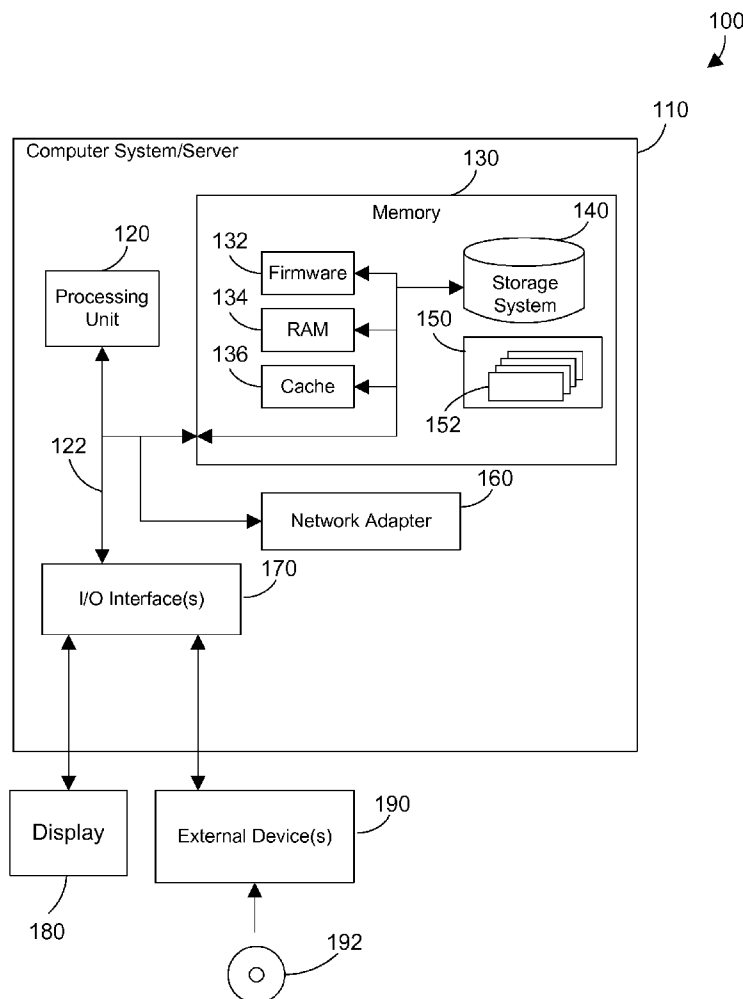 100
110
Computer System/Server
130
Memory
140
120
132
Firmware
Processing
Unit
Storage
System
134
RAM
150
136
Cache
152
122
160
Network Adapter
170
I/O Interface(s)
190
Display
External Device(s)
180
192